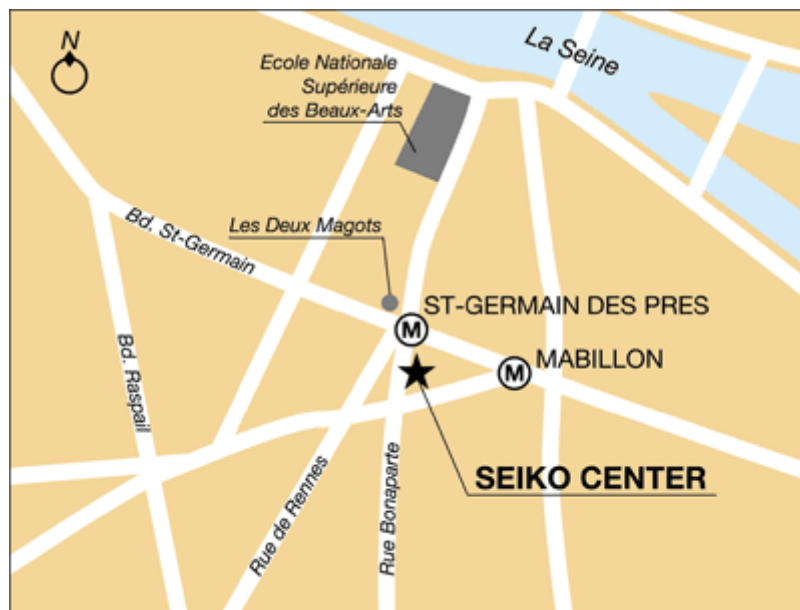 N
La Seine
Ecole Nationale
Supérieure
des Beaux-Arts
Bd. St-Germain
Les Deux Magots
M ST-GERMAIN DES PRES
M MABILLON
Bd. Raspail
SEIKO CENTER
Rue de Rennes
Rue Bonaparte